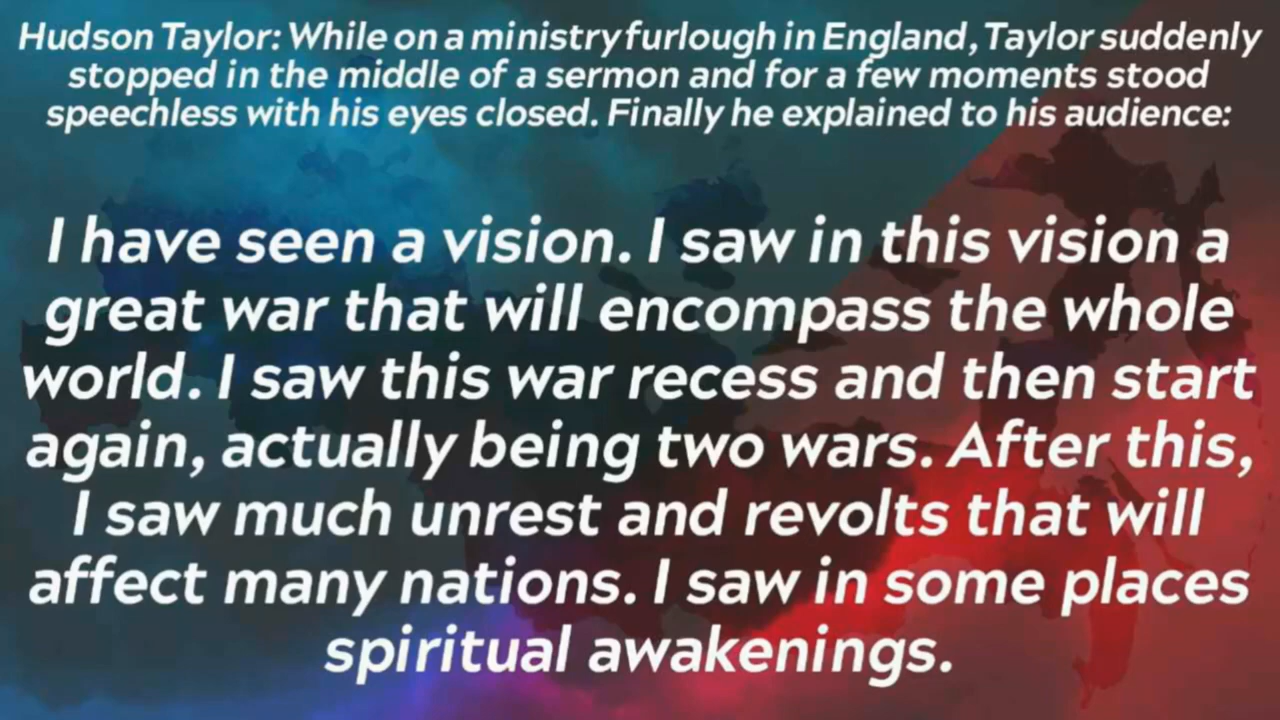 Hudson Taylor: While on a ministry furlough in England, Taylor suddenly
stopped in the middle of a sermon and for a few moments stood
speechless with his eyes closed. Finally he explained to his audience:
I have seen a vision. I saw in this vision a
great war that will encompass the whole
world. I saw this war recess and then start
again, actually being two wars. After this,
I saw much unrest and revolts that will
affect many nations. I saw in some places
spiritual awakenings.